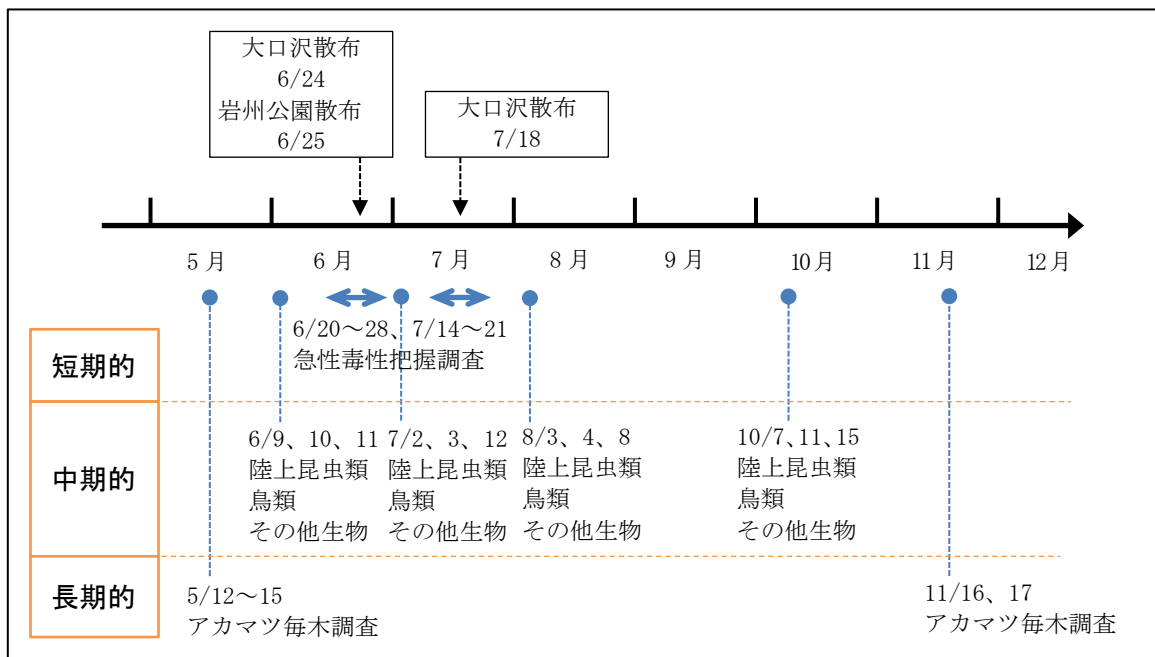 大口沢散布
6/24
岩州公園散布
6/25
大口沢散布
7/18
5月
6月
7月
8月
9月
10月
11月
12月
6/20～28、7/14～21
急性毒性把握調査
短期的
中期的
6/9、10、11
陸上昆虫類
鳥類
その他生物
7/2、3、12
陸上昆虫類
鳥類
その他生物
8/3、4、8
陸上昆虫類
鳥類
その他生物
10/7、11、15
陸上昆虫類
鳥類
その他生物
長期的
5/12～15
アカマツ毎木調査
11/16、17
アカマツ毎木調査